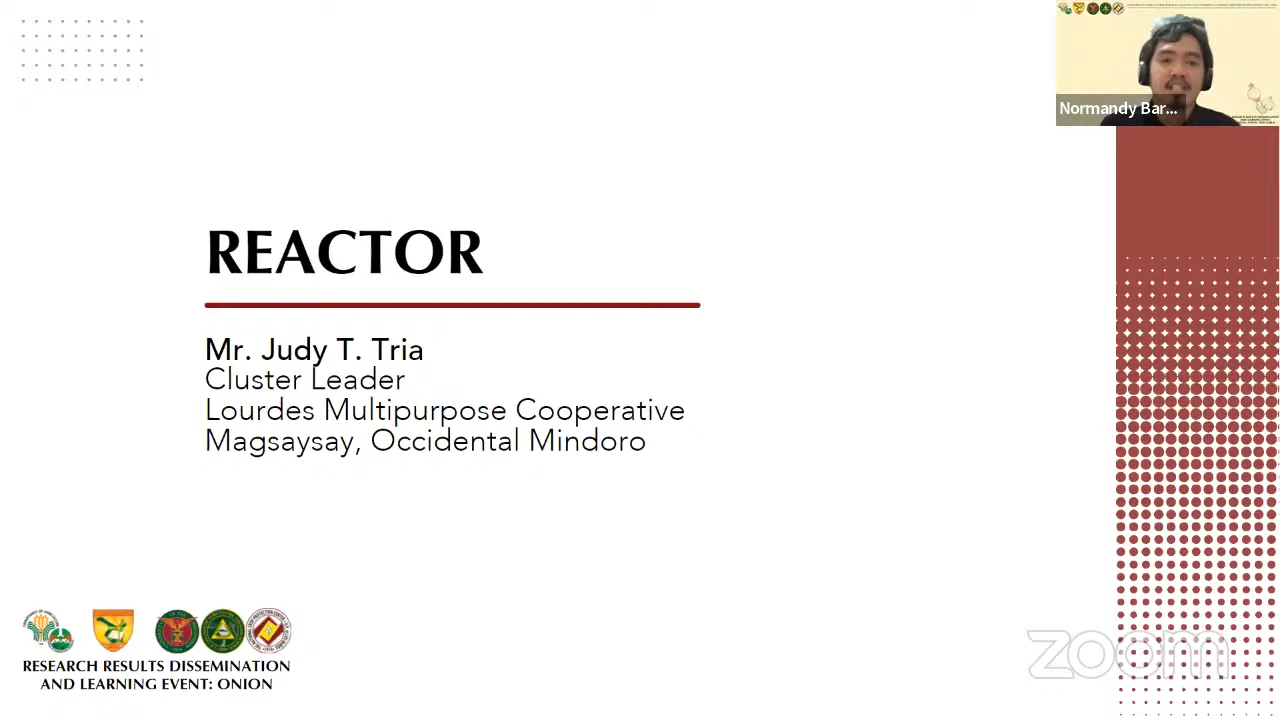 Normandy Bar...
REACTOR
Mr. Judy T. Tria
Cluster Leader
Lourdes Multipurpose Cooperative
Magsaysay, Occidental Mindoro
RESEARCH RESULTS DISSEMINATION
AND LEARNING EVENT: ONION
zoom